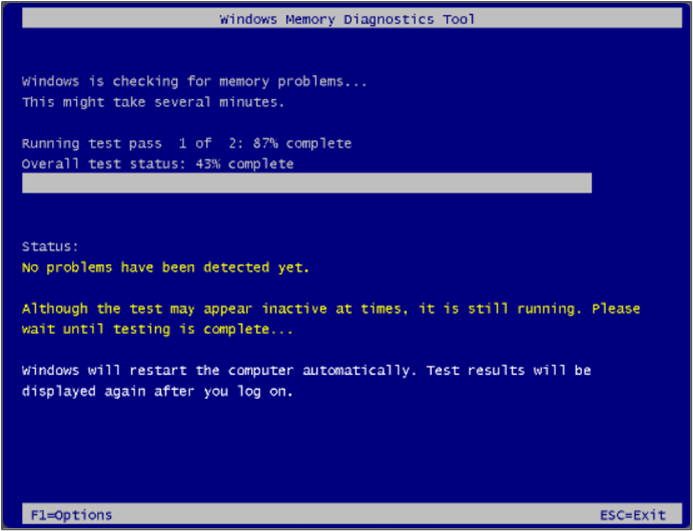 Windows Memory Diagnostics Tool
Windows is checking for memory problems...
This might take several minutes.
Running test pass  1 of  2: 87% complete
Overall test status: 43% complete
Status:
No problems have been detected yet.
Although the test may appear inactive at times, it is still running. Please
wait until testing is complete...
Windows will restart the computer automatically. Test results will be
displayed again after you log on.
F1=Options ESC=Exit